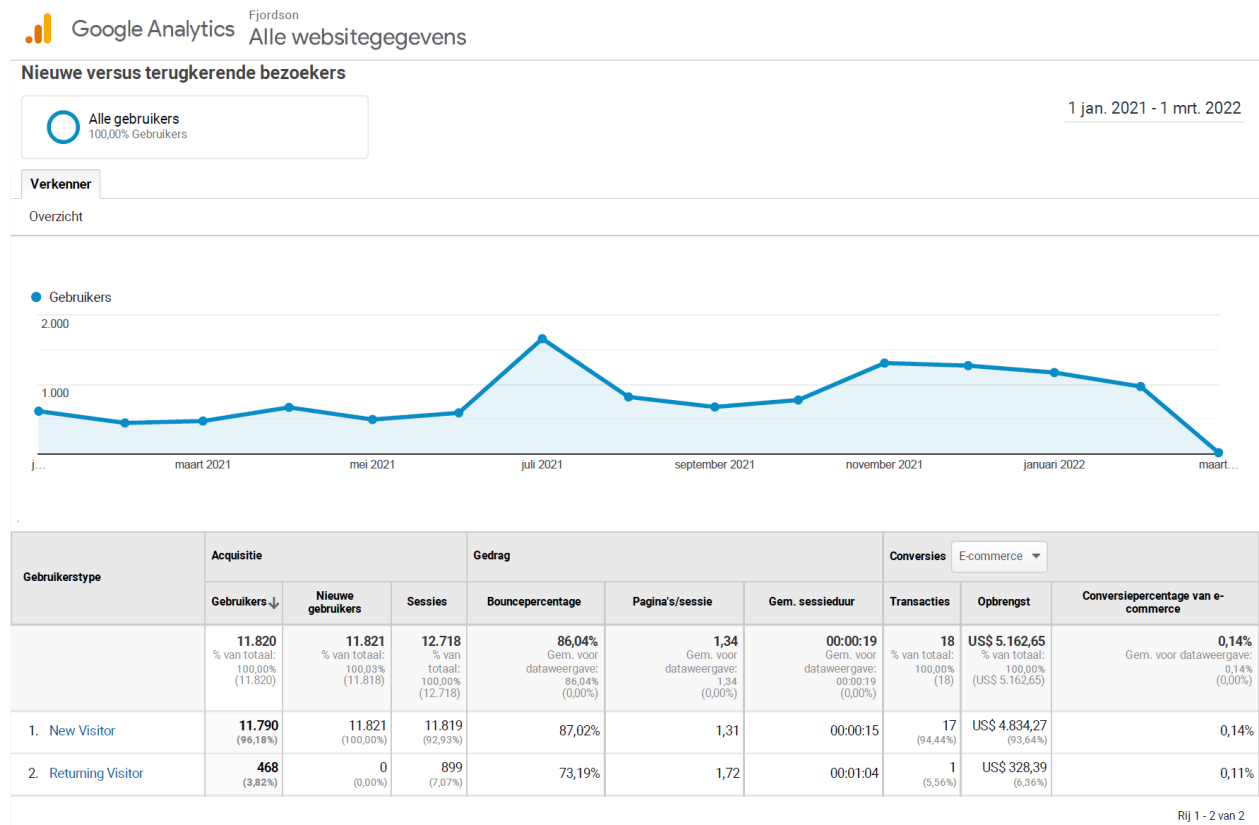 Google Analytics
Fjordson
Alle websitegegevens
Nieuwe versus terugkerende bezoekers
Alle gebruikers
100,00% Gebruikers
1 jan. 2021 - 1 mrt. 2022
Verkenner
Overzicht
Gebruikers
2.000
1.000
j...
maart 2021
mei 2021
juli 2021
september 2021
november 2021
januari 2022
maart...
Gebruikerstype
Acquisitie
Gedrag
Conversies
E-commerce
Gebruikers
Nieuwe
gebruikers
Sessies
Bouncepercentage
Pagina's/sessie
Gem. sessieduur
Transacties
Opbrengst
Conversiepercentage van e-
commerce
11.820
% van totaal:
100,00%
(11.820)
11.821
% van totaal:
100,03%
(11.818)
12.718
% van
totaal:
100,00%
(12.718)
86,04%
Gem. voor
dataweergave:
86,04%
(0,00%)
1,34
Gem. voor
dataweergave:
1,34
(0,00%)
00:00:19
Gem. voor
dataweergave:
00:00:19
(0,00%)
18
% van totaal:
100,00%
(18)
US$ 5.162,65
% van totaal:
100,00%
(US$ 5.162,65)
0,14%
Gem. voor dataweergave:
0,14%
(0,00%)
1. New Visitor
11.790
(96,18%)
11.821
(100,00%)
11.819
(92,93%)
87,02%
1,31
00:00:15
17
(94,44%)
US$ 4.834,27
(93,64%)
0,14%
2. Returning Visitor
468
(3,82%)
0
(0,00%)
899
(7,07%)
73,19%
1,72
00:01:04
1
(5,56%)
US$ 328,39
(6,36%)
0,11%
Rij 1 - 2 van 2